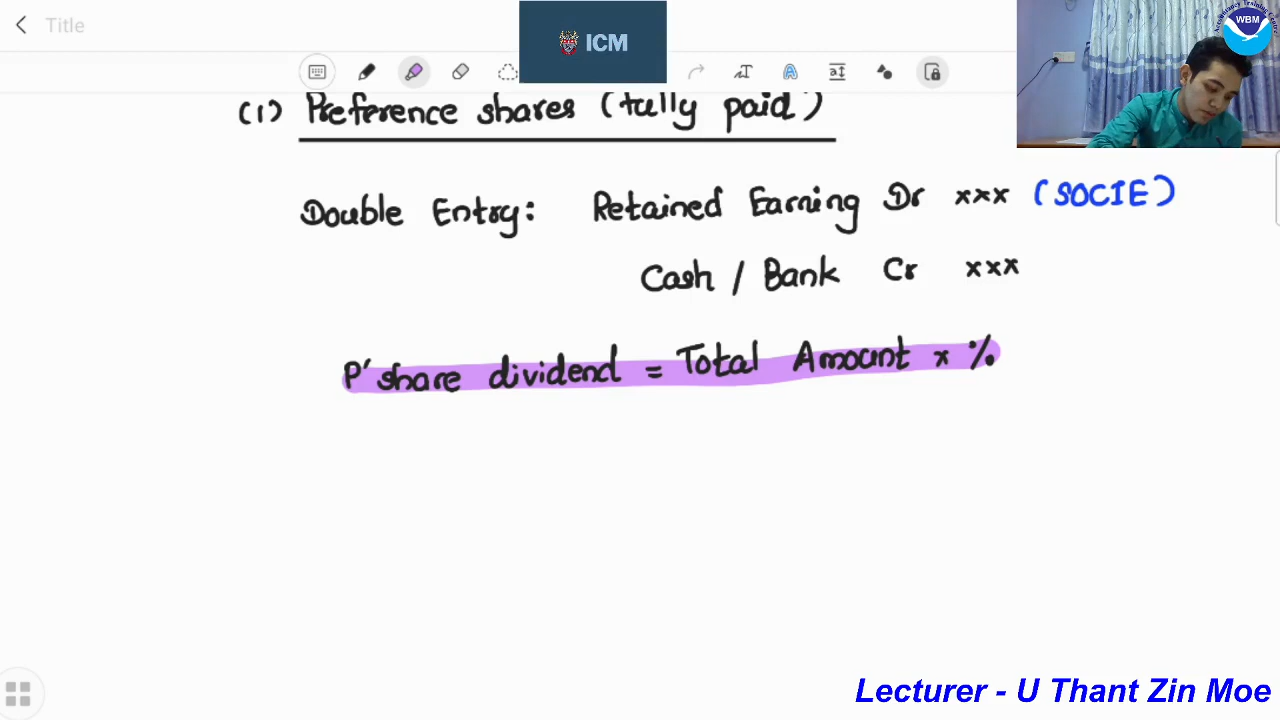 Title
ICM
WBM
(1) Preference shares (fully paid)
Double Entry: Retained Earning Dr xxx (SOCIE)
Cash / Bank Cr xxx
P' share dividend = Total Amount x %
Lecturer - U Thant Zin Moe